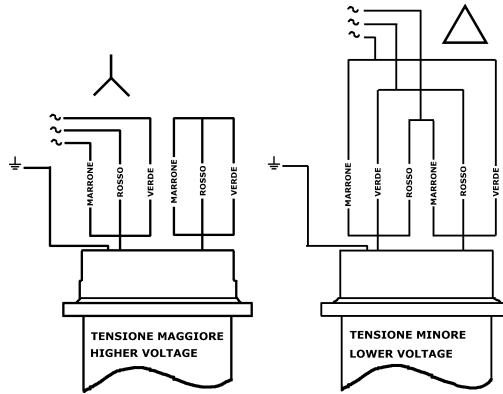 MARRONE
ROSSO
VERDE
MARRONE
ROSSO
VERDE
MARRONE
VERDE
ROSSO
MARRONE
ROSSO
VERDE
TENSIONE MAGGIORE
HIGHER VOLTAGE
TENSIONE MINORE
LOWER VOLTAGE